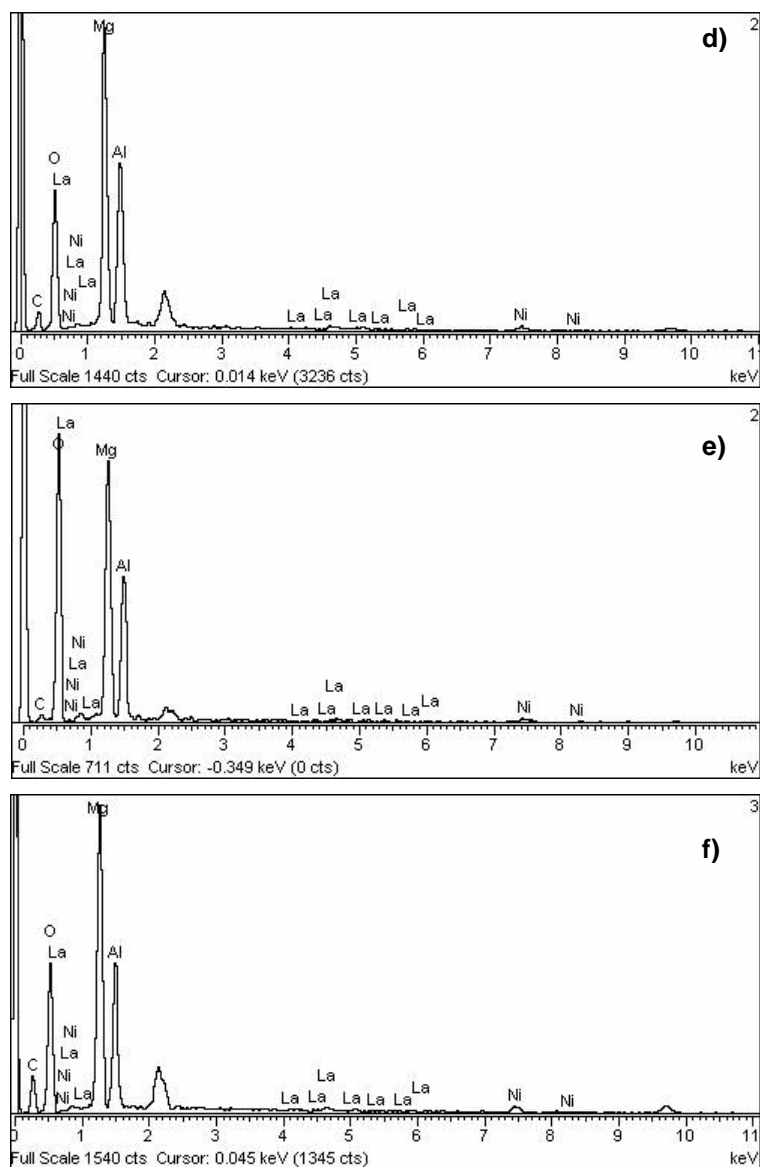 2
d)
Mg
Al
O
La
Ni
La
La
C
Ni
Ni
La
La
La
La
La
La
La
Ni
Ni
0 1 2 3 4 5 6 7 8 9 10 11
Full Scale 1440 cts Cursor: 0.014 keV (3236 cts) keV
2
e)
La
O
Mg
Al
Ni
La
Ni
C
Ni
La
La
La
La
La
La
La
La
Ni
Ni
0 1 2 3 4 5 6 7 8 9 10
Full Scale 711 cts Cursor: -0.349 keV (0 cts) keV
3
f)
Mg
O
La
Al
Ni
La
C
Ni
Ni
La
La
La
La
La
La
La
La
Ni
Ni
0 1 2 3 4 5 6 7 8 9 10 11
Full Scale 1540 cts Cursor: 0.045 keV (1345 cts) keV